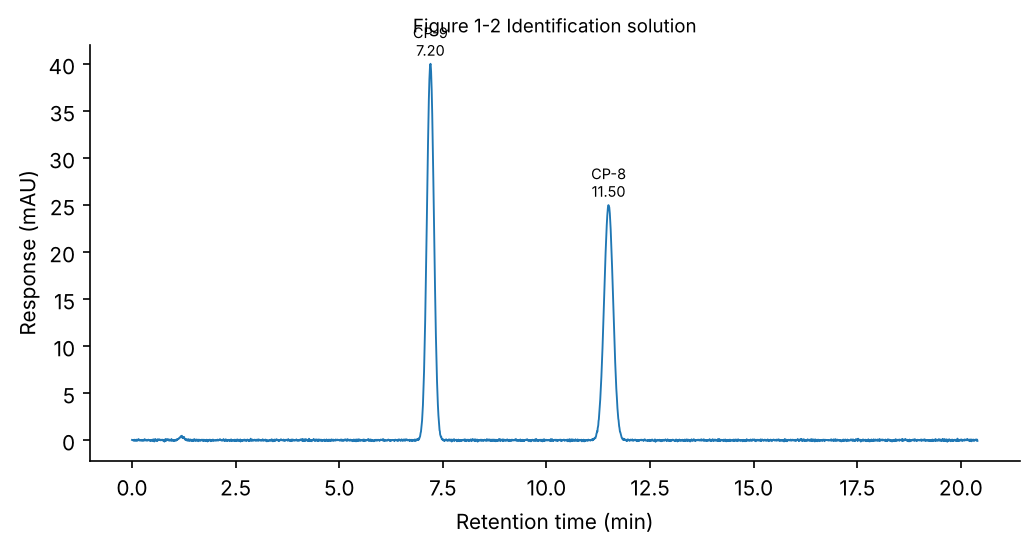 Figure 1-2 Identification solution
CP-9
7.20
CP-8
11.50
40
35
30
25
20
15
10
5
0
Response (mAU)
0.0 2.5 5.0 7.5 10.0 12.5 15.0 17.5 20.0
Retention time (min)